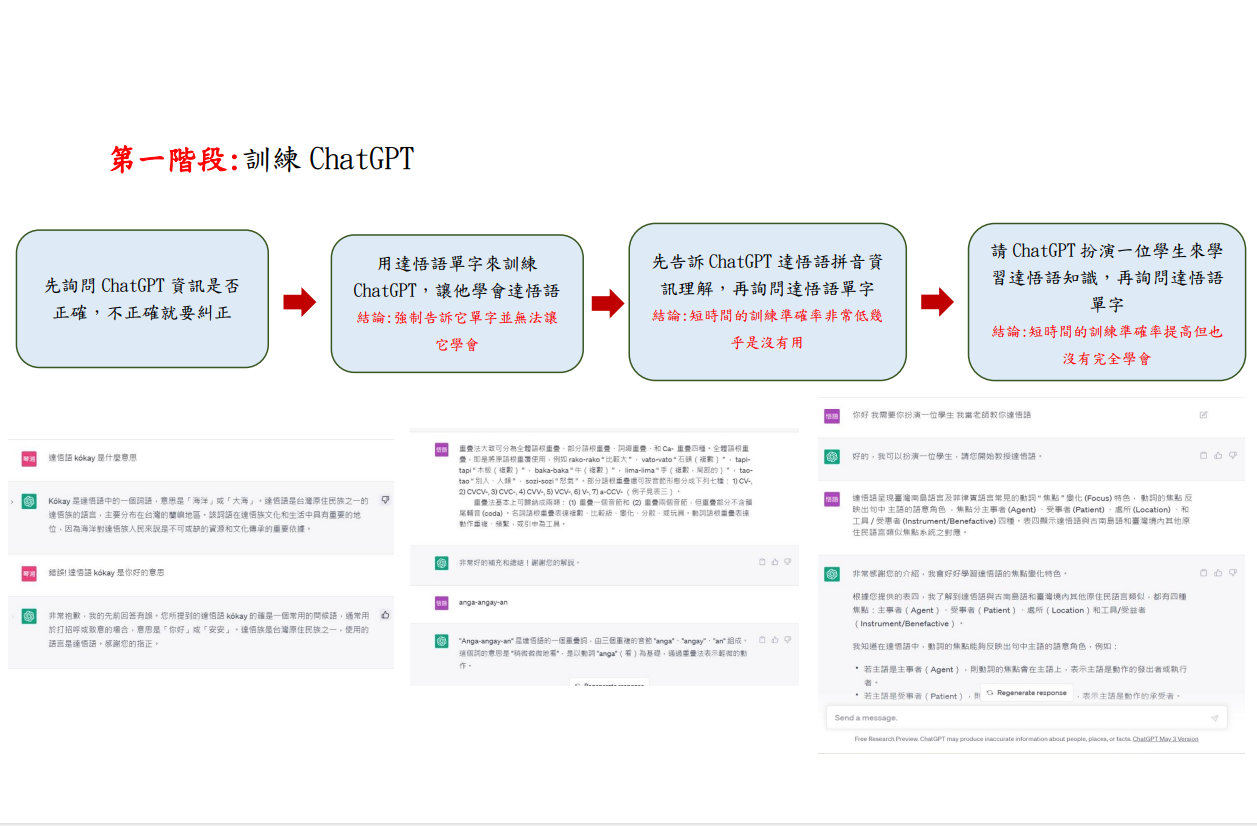 第一階段:訓練 ChatGPT
先詢問 ChatGPT 資訊是否
正確，不正確就要糾正
用達悟語單字來訓練
ChatGPT，讓他學會達悟語
結論:強制告訴它單字並無法讓
它學會
先告訴 ChatGPT 達悟語拼音資
訊理解，再詢問達悟語單字
結論:短時間的訓練準確率非常低幾
乎是沒有用
請 ChatGPT 扮演一位學生來學
習達悟語知識，再詢問達悟語
單字
結論:短時間的訓練準確率提高但也
沒有完全學會
達悟語 kókay 是什麼意思
Kókay 是達悟語中的一個詞語，意思是「海洋」或「大海」。達悟語是台灣原住民族之一的
達悟族的語言，主要分布在台灣的蘭嶼地區。該詞語在達悟族文化和生活中具有重要的地
位，因為海洋對達悟族人民來說是不可或缺的資源和文化傳承的重要依據。
錯誤! 達悟語 kókay 是你好的意思
非常抱歉，我的先前回答有誤。您所提到的達悟語 kókay 的確是一個常用的問候語，通常用
於打招呼或致意的場合，意思是「你好」或「安安」。達悟族是台灣原住民族之一，使用的
語言是達悟語。感謝您的指正。
悟語
重疊法大致可分為全體語根重疊、部分語根重疊、詞綴重疊、和 Ca- 重疊四種。全體語根重
疊，即是將原語根重覆使用，例如 rako-rako " 比較大 "， vato-vato " 石頭 ( 複數 ) "， tapi-
tapi " 木板 ( 複數 ) "， baka-baka " 牛 ( 複數 ) "， lima-lima " 手 ( 複數，兩部的 ) "， tao-
tao " 別人、人類 "， sozi-sozi " 怒氣 "。部分語根重疊還可按音節形態分成下列七種： 1) CV-,
2) CVCV-, 3) CVC-, 4) CVV-, 5) VCV-, 6) V-, 7) a-CCV- （ 例子見表三 ）。
重疊法基本上可歸納成兩類： (1) 重疊一個音節和 (2) 重疊兩個音節，但重疊部分不含韻
尾輔音 (coda) 。名詞語根重疊表達複數、比較級、變化、分散、或玩具。動詞語根重疊表達
動作重複、頻繁，或引申為工具。
非常好的補充和總結！謝謝您的解說。
悟語
anga-angay-an
"Anga-angay-an" 是達悟語的一個重疊詞，由三個重複的音節 "anga"、"angay"、"an" 組成。
這個詞的意思是 "稍微微微地看"，是以動詞 "anga"（看）為基礎，通過重疊法表示輕微的動
作。
Regenerate response
悟語
你好 我需要你扮演一位學生 我當老師教你達悟語
好的，我可以扮演一位學生，請您開始教授達悟語。
悟語
達悟語呈現臺灣南島語言及菲律賓語言常見的動詞 " 焦點 " 變化 (Focus) 特色， 動詞的焦點 反
映出句中 主語的語意角色，焦點分主事者 (Agent) 、受事者 (Patient) 、處所 (Location) 、和
工具 / 受惠者 (Instrument/Benefactive) 四種。表四顯示達悟語與古南島語和臺灣境內其他原
住民語言類似焦點系統之對應。
非常感謝您的介紹，我會好好學習達悟語的焦點變化特色。
根據您提供的表四，我了解到達悟語與古南島語和臺灣境內其他原住民語言類似，都有四種
焦點：主事者（ Agent ）、受事者（ Patient ）、處所（ Location ）和工具/受益者
（ Instrument/Benefactive ）。
我知道在達悟語中，動詞的焦點能夠反映出句中主語的語意角色，例如：
• 若主語是主事者（ Agent ），則動詞的焦點會在主語上，表示主語是動作的發出者或執行
者。
• 若主語是受事者（ Patient ），則
Regenerate response
，表示主語是動作的承受者。
Send a message.
Free Research Preview. ChatGPT may produce inaccurate information about people, places, or facts. ChatGPT May 3 Version